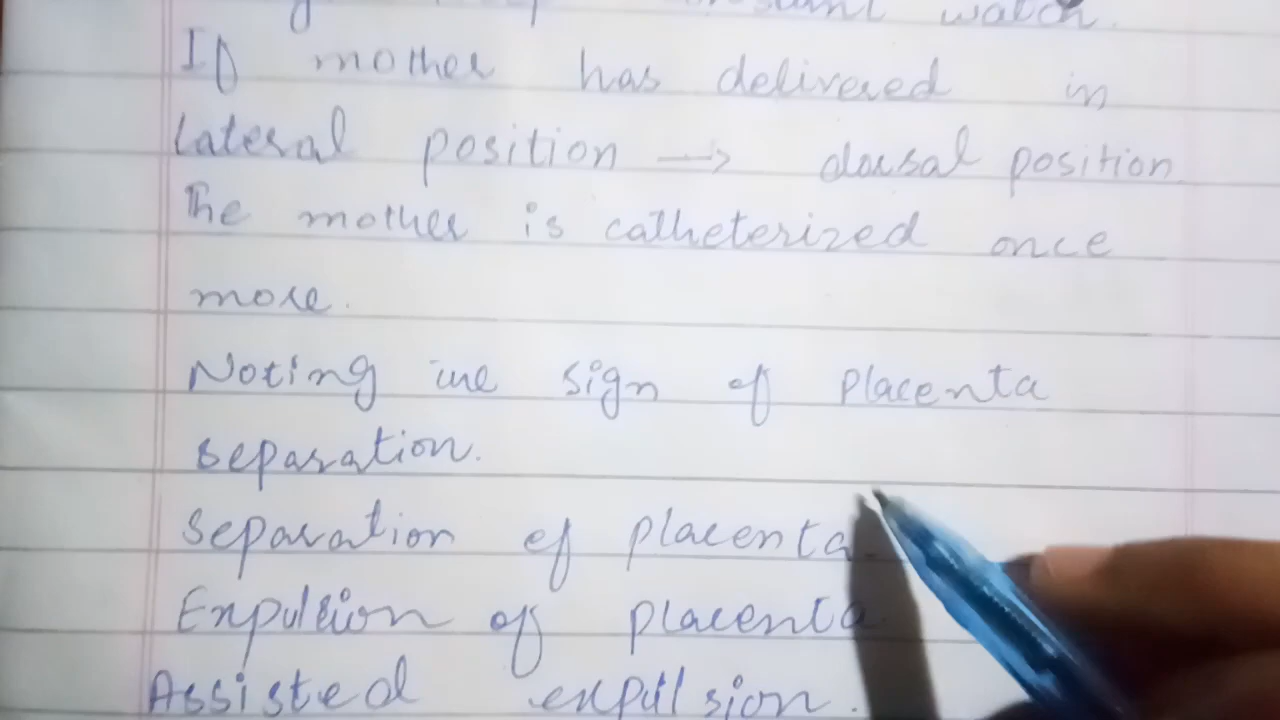 watch.
If mother has delivered in
lateral position → dorsal position
The mother is catheterized once
more.
Noting the sign of placenta
separation.
Separation of placenta.
Expulsion of placenta
Assisted expulsion.